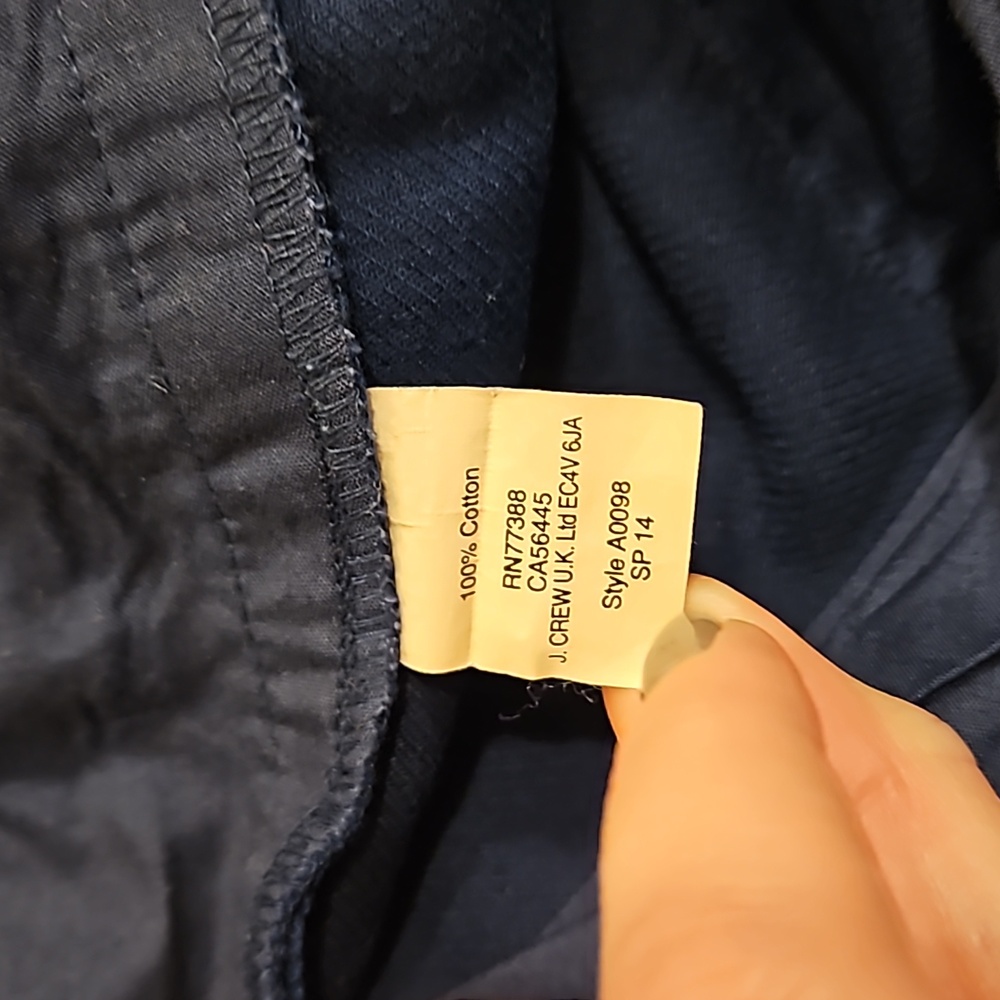 100% Cotton
RN77388
CA56445
J. CREW U.K. Ltd EC4V 6JA
Style A0098
SP 14